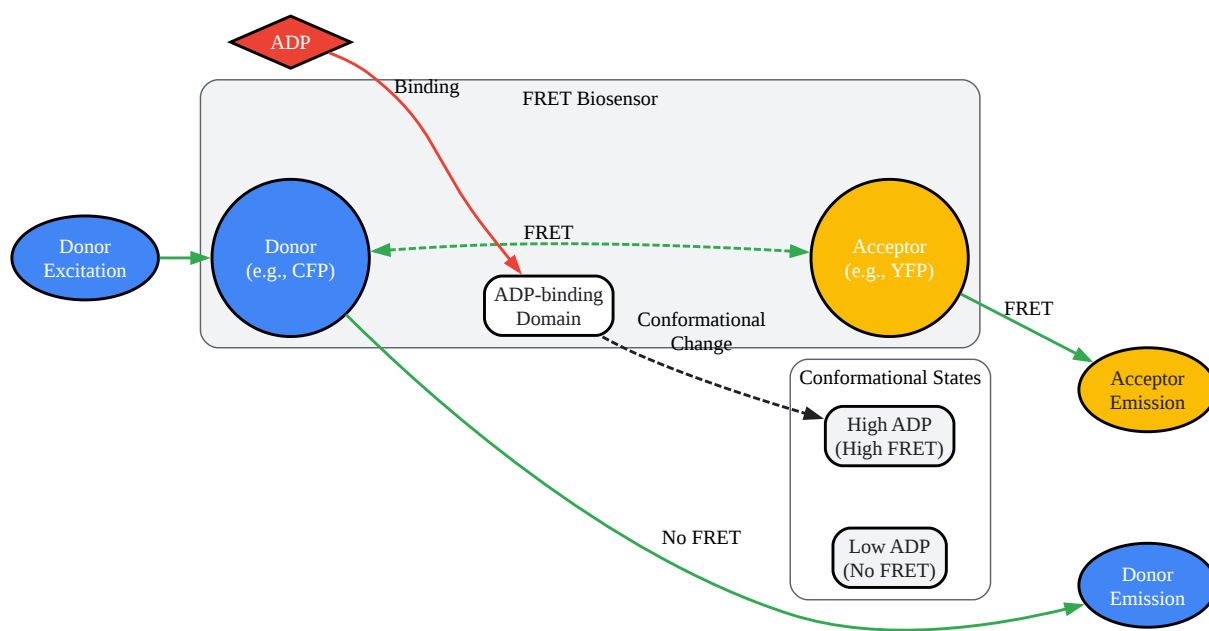 ADP
Binding
FRET Biosensor
Donor
Excitation
Donor
(e.g., CFP)
FRET
Acceptor
(e.g., YFP)
ADP-binding
Domain
Conformational
Change
FRET
Conformational States
High ADP
(High FRET)
Acceptor
Emission
No FRET
Low ADP
(No FRET)
Donor
Emission